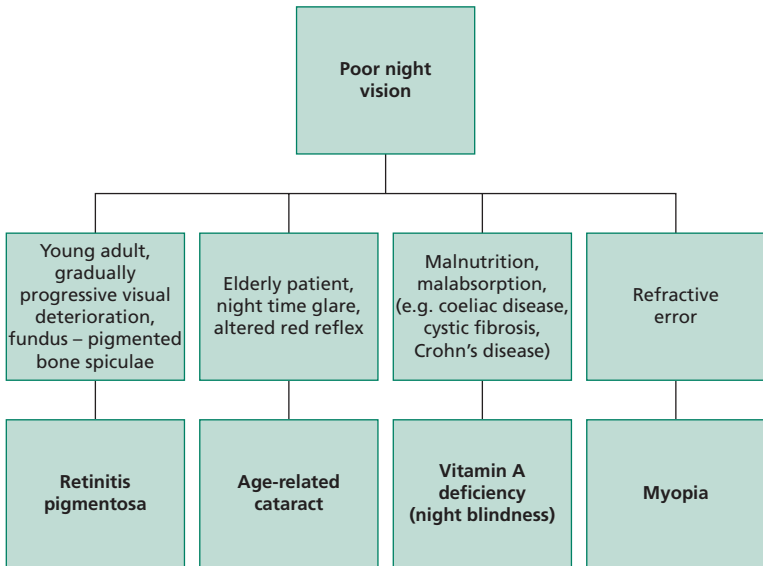 Poor night
vision
Young adult,
gradually
progressive visual
deterioration,
fundus – pigmented
bone spiculae
Elderly patient,
night time glare,
altered red reflex
Malnutrition,
malabsorption,
(e.g. coeliac disease,
cystic fibrosis,
Crohn’s disease)
Refractive
error
Retinitis
pigmentosa
Age-related
cataract
Vitamin A
deficiency
(night blindness)
Myopia